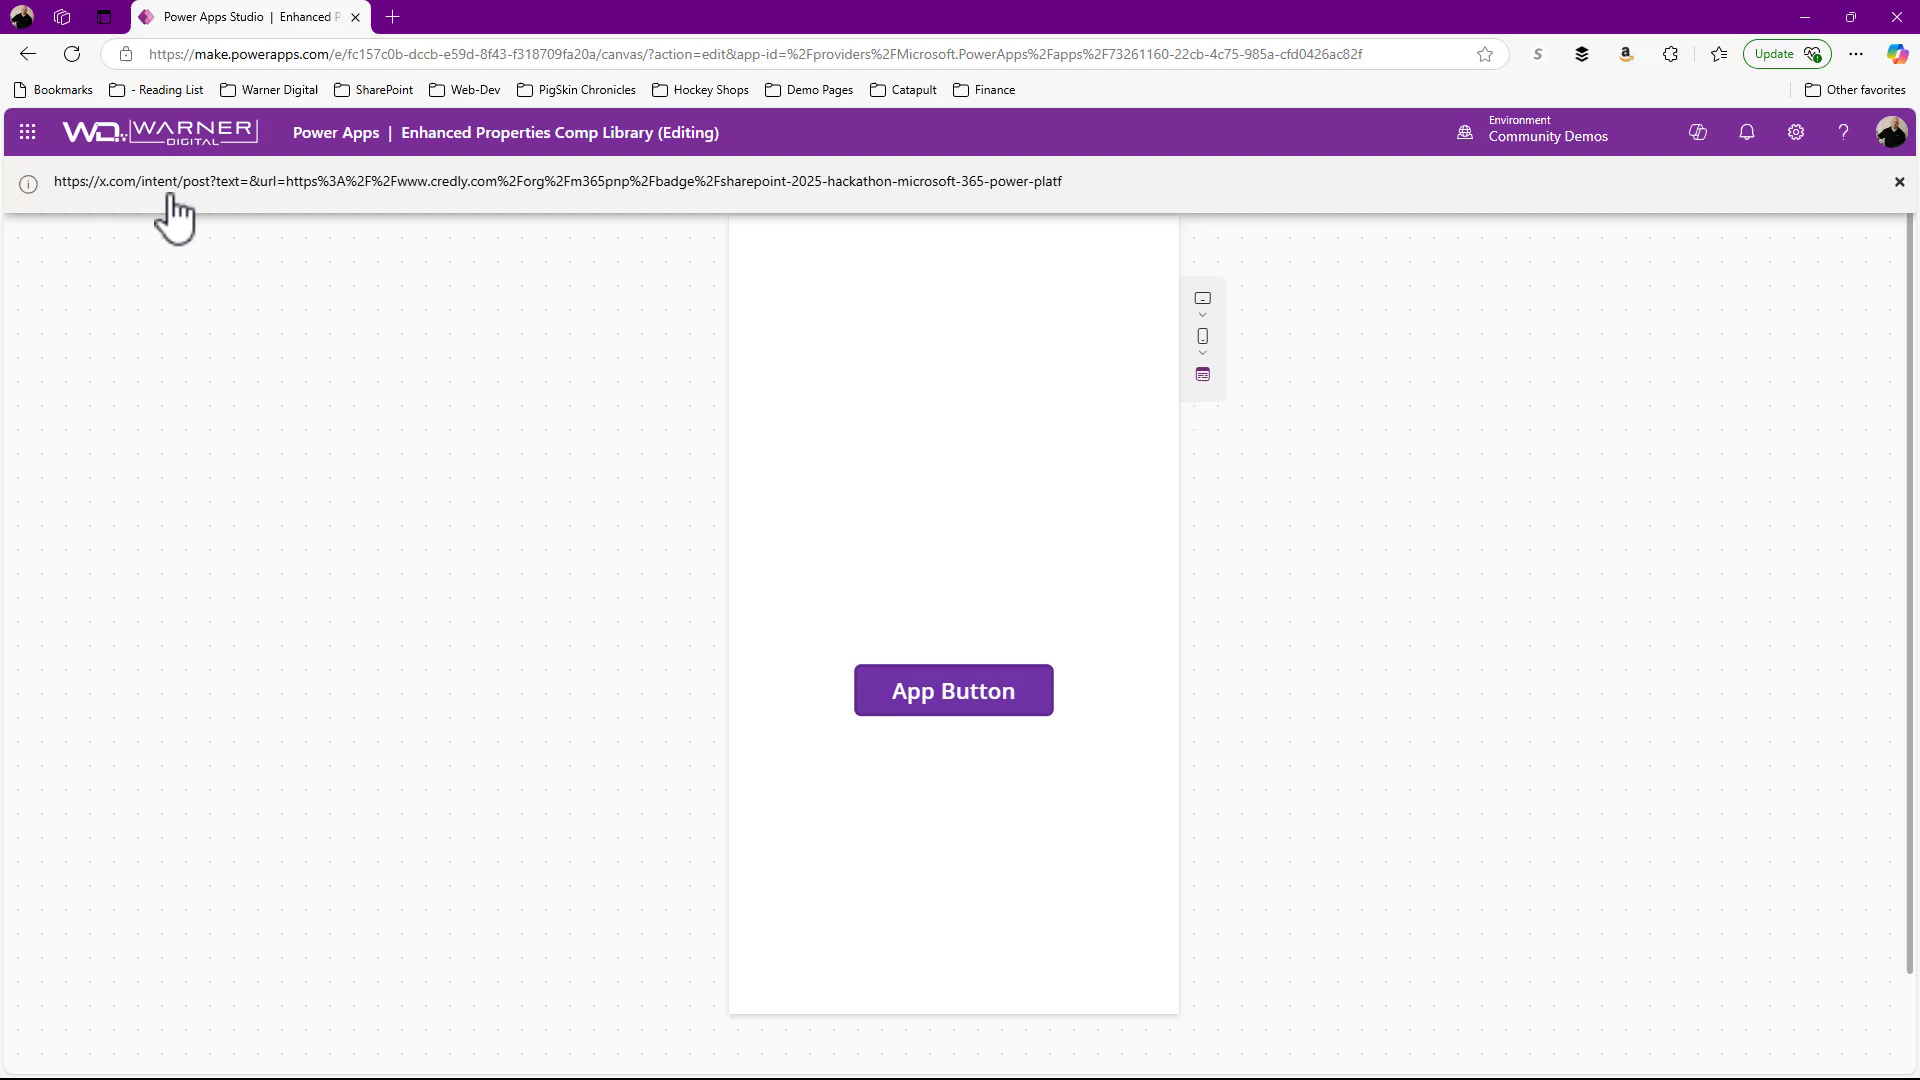 Power Apps Studio | Enhanced P
https://make.powerapps.com/e/fc157c0b-dccb-e59d-8f43-f318709fa20a/canvas/?action=edit&app-id=%2Fproviders%2FMicrosoft.PowerApps%2Fapps%2F73261160-22cb-4c75-985a-cfd0426ac82f
Update
Bookmarks
- Reading List
Warner Digital
SharePoint
Web-Dev
PigSkin Chronicles
Hockey Shops
Demo Pages
Catapult
Finance
Other favorites
WD WARNER DIGITAL
Power Apps | Enhanced Properties Comp Library (Editing)
Environment
Community Demos
https://x.com/intent/post?text=&url=https%3A%2F%2Fwww.credly.com%2Forg%2Fm365pnp%2Fbadge%2Fsharepoint-2025-hackathon-microsoft-365-power-platf
App Button